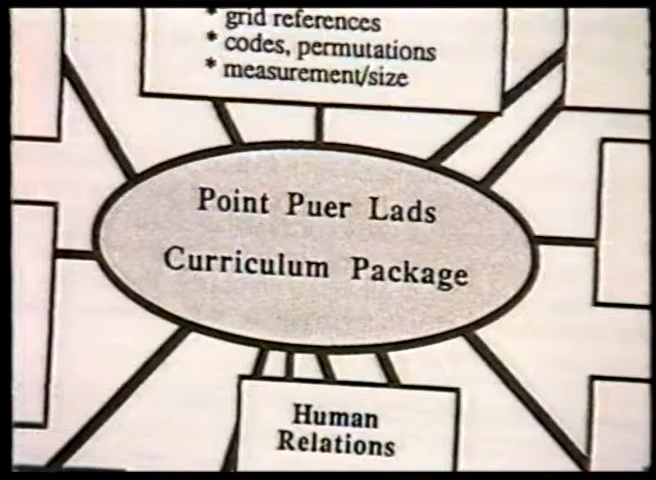 * grid references
* codes, permutations
* measurement/size
Point Puer Lads
Curriculum Package
Human
Relations